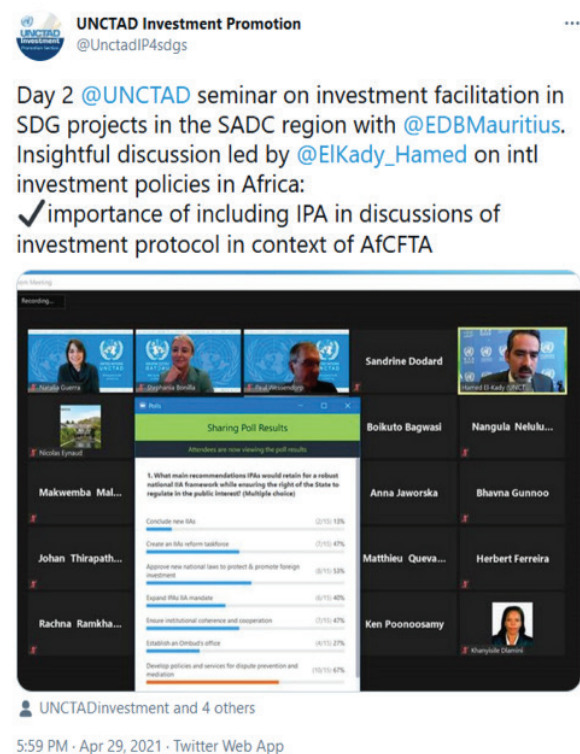 UNCTAD Investment Promotion
@UnctadIP4sdgs
...
Day 2 @UNCTAD seminar on investment facilitation in
SDG projects in the SADC region with @EDBMauritius.
Insightful discussion led by @ElKady_Hamed on intl
investment policies in Africa:
✔importance of including IPA in discussions of
investment protocol in context of AfCFTA
Recording...
Natalia Guerra
Stephania Bonilla
Paul Wessendorp
Sandrine Dodard
Hamed El-Kady (UNCT...
Nicolas Eynaud
Boikuto Bagwasi
Nangula Nelulu...
Makwemba Mal...
Anna Jaworska
Bhavna Gunnoo
Johan Thirapath...
Matthieu Queva...
Herbert Ferreira
Rachna Ramkha...
Ken Poonoosamy
Khanyisile Dlamini
Polls
Sharing Poll Results
Attendees are now viewing the poll results
1. What main recommendations IPAs would retain for a robust
national IIA framework while ensuring the right of the State to
regulate in the public interest? (Multiple choice)
Conclude new IIAs (2/15) 13%
Create an IIAs reform taskforce (7/15) 47%
Approve new national laws to protect & promote foreign
investment (8/15) 53%
Expand IPAs IIA mandate (6/15) 40%
Ensure institutional coherence and cooperation (7/15) 47%
Establish an Ombud's office (4/15) 27%
Develop policies and services for dispute prevention and
mediation (10/15) 67%
UNCTADinvestment and 4 others
5:59 PM · Apr 29, 2021 · Twitter Web App